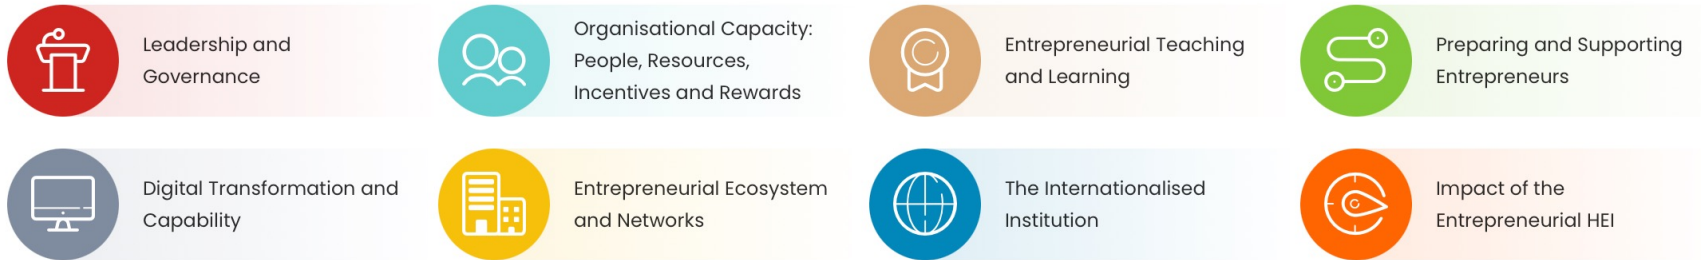 Leadership and
Governance
Organisational Capacity:
People, Resources,
Incentives and Rewards
Entrepreneurial Teaching
and Learning
Preparing and Supporting
Entrepreneurs
Digital Transformation and
Capability
Entrepreneurial Ecosystem
and Networks
The Internationalised
Institution
Impact of the
Entrepreneurial HEI